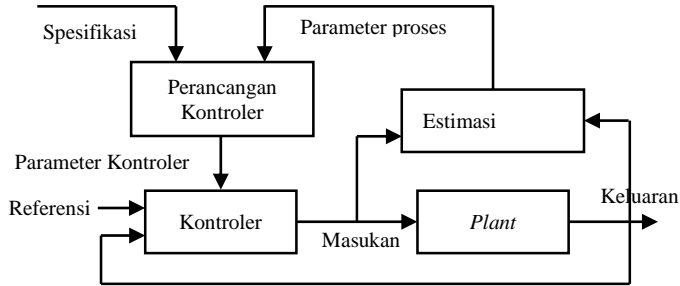 Spesifikasi
Parameter proses
Perancangan
Kontroler
Estimasi
Parameter Kontroler
Referensi
Kontroler
Masukan
Plant
Keluaran